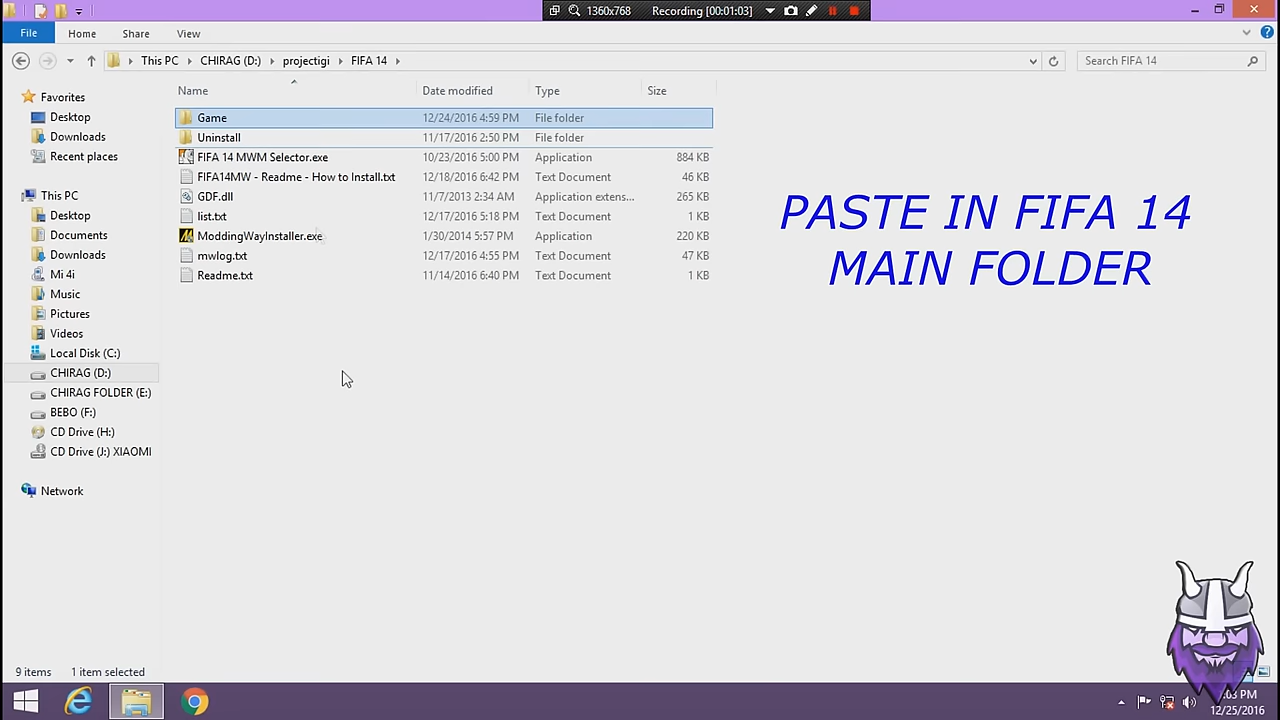 1360x768 Recording [00:01:03]
File Home Share View
This PC CHIRAG (D:) projectigi FIFA 14 Search FIFA 14
Name Date modified Type Size
Favorites
Desktop
Downloads
Recent places
This PC
Desktop
Documents
Downloads
Mi 4i
Music
Pictures
Videos
Local Disk (C:)
CHIRAG (D:)
CHIRAG FOLDER (E:)
BEBO (F:)
CD Drive (H:)
CD Drive (J:) XIAOMI
Network
Game 12/24/2016 4:59 PM File folder
Uninstall 11/17/2016 2:50 PM File folder
FIFA 14 MWM Selector.exe 10/23/2016 5:00 PM Application 884 KB
FIFA14MW - Readme - How to Install.txt 12/18/2016 6:42 PM Text Document 46 KB
GDF.dll 11/7/2013 2:34 AM Application extens... 265 KB
list.txt 12/17/2016 5:18 PM Text Document 1 KB
ModdingWayInstaller.exe 1/30/2014 5:57 PM Application 220 KB
mwlog.txt 12/17/2016 4:55 PM Text Document 47 KB
Readme.txt 11/14/2016 6:40 PM Text Document 1 KB
PASTE IN FIFA 14
MAIN FOLDER
9 items 1 item selected
:03 PM
12/25/2016